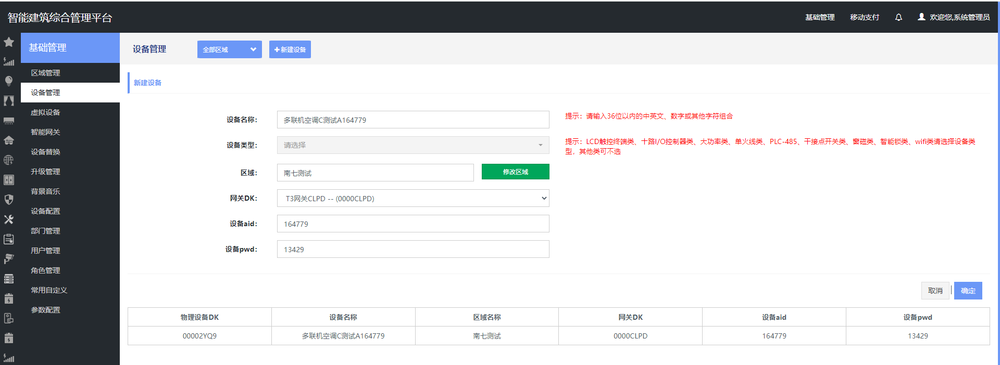 智能建筑综合管理平台
基础管理 移动支付 欢迎您,系统管理员
基础管理
区域管理
设备管理
虚拟设备
智能网关
设备替换
升级管理
背景音乐
设备配置
部门管理
用户管理
角色管理
常用自定义
参数配置
设备管理 全部区域 +新建设备
新建设备
设备名称: 多联机空调C测试A164779 提示：请输入36位以内的中英文、数字或其他字符组合
设备类型: 请选择 提示：LCD触控终端类、十路I/O控制器类、大功率类、单火线类、PLC-485、干接点开关类、窗磁类、智能锁类、wifi类请选择设备类
型，其他类可不选
区域: 南七测试 修改区域
网关DK: T3网关CLPD -- (0000CLPD)
设备aid: 164779
设备pwd: 13429
取消 | 确定
物理设备DK 设备名称 区域名称 网关DK 设备aid 设备pwd
00002YQ9 多联机空调C测试A164779 南七测试 0000CLPD 164779 13429